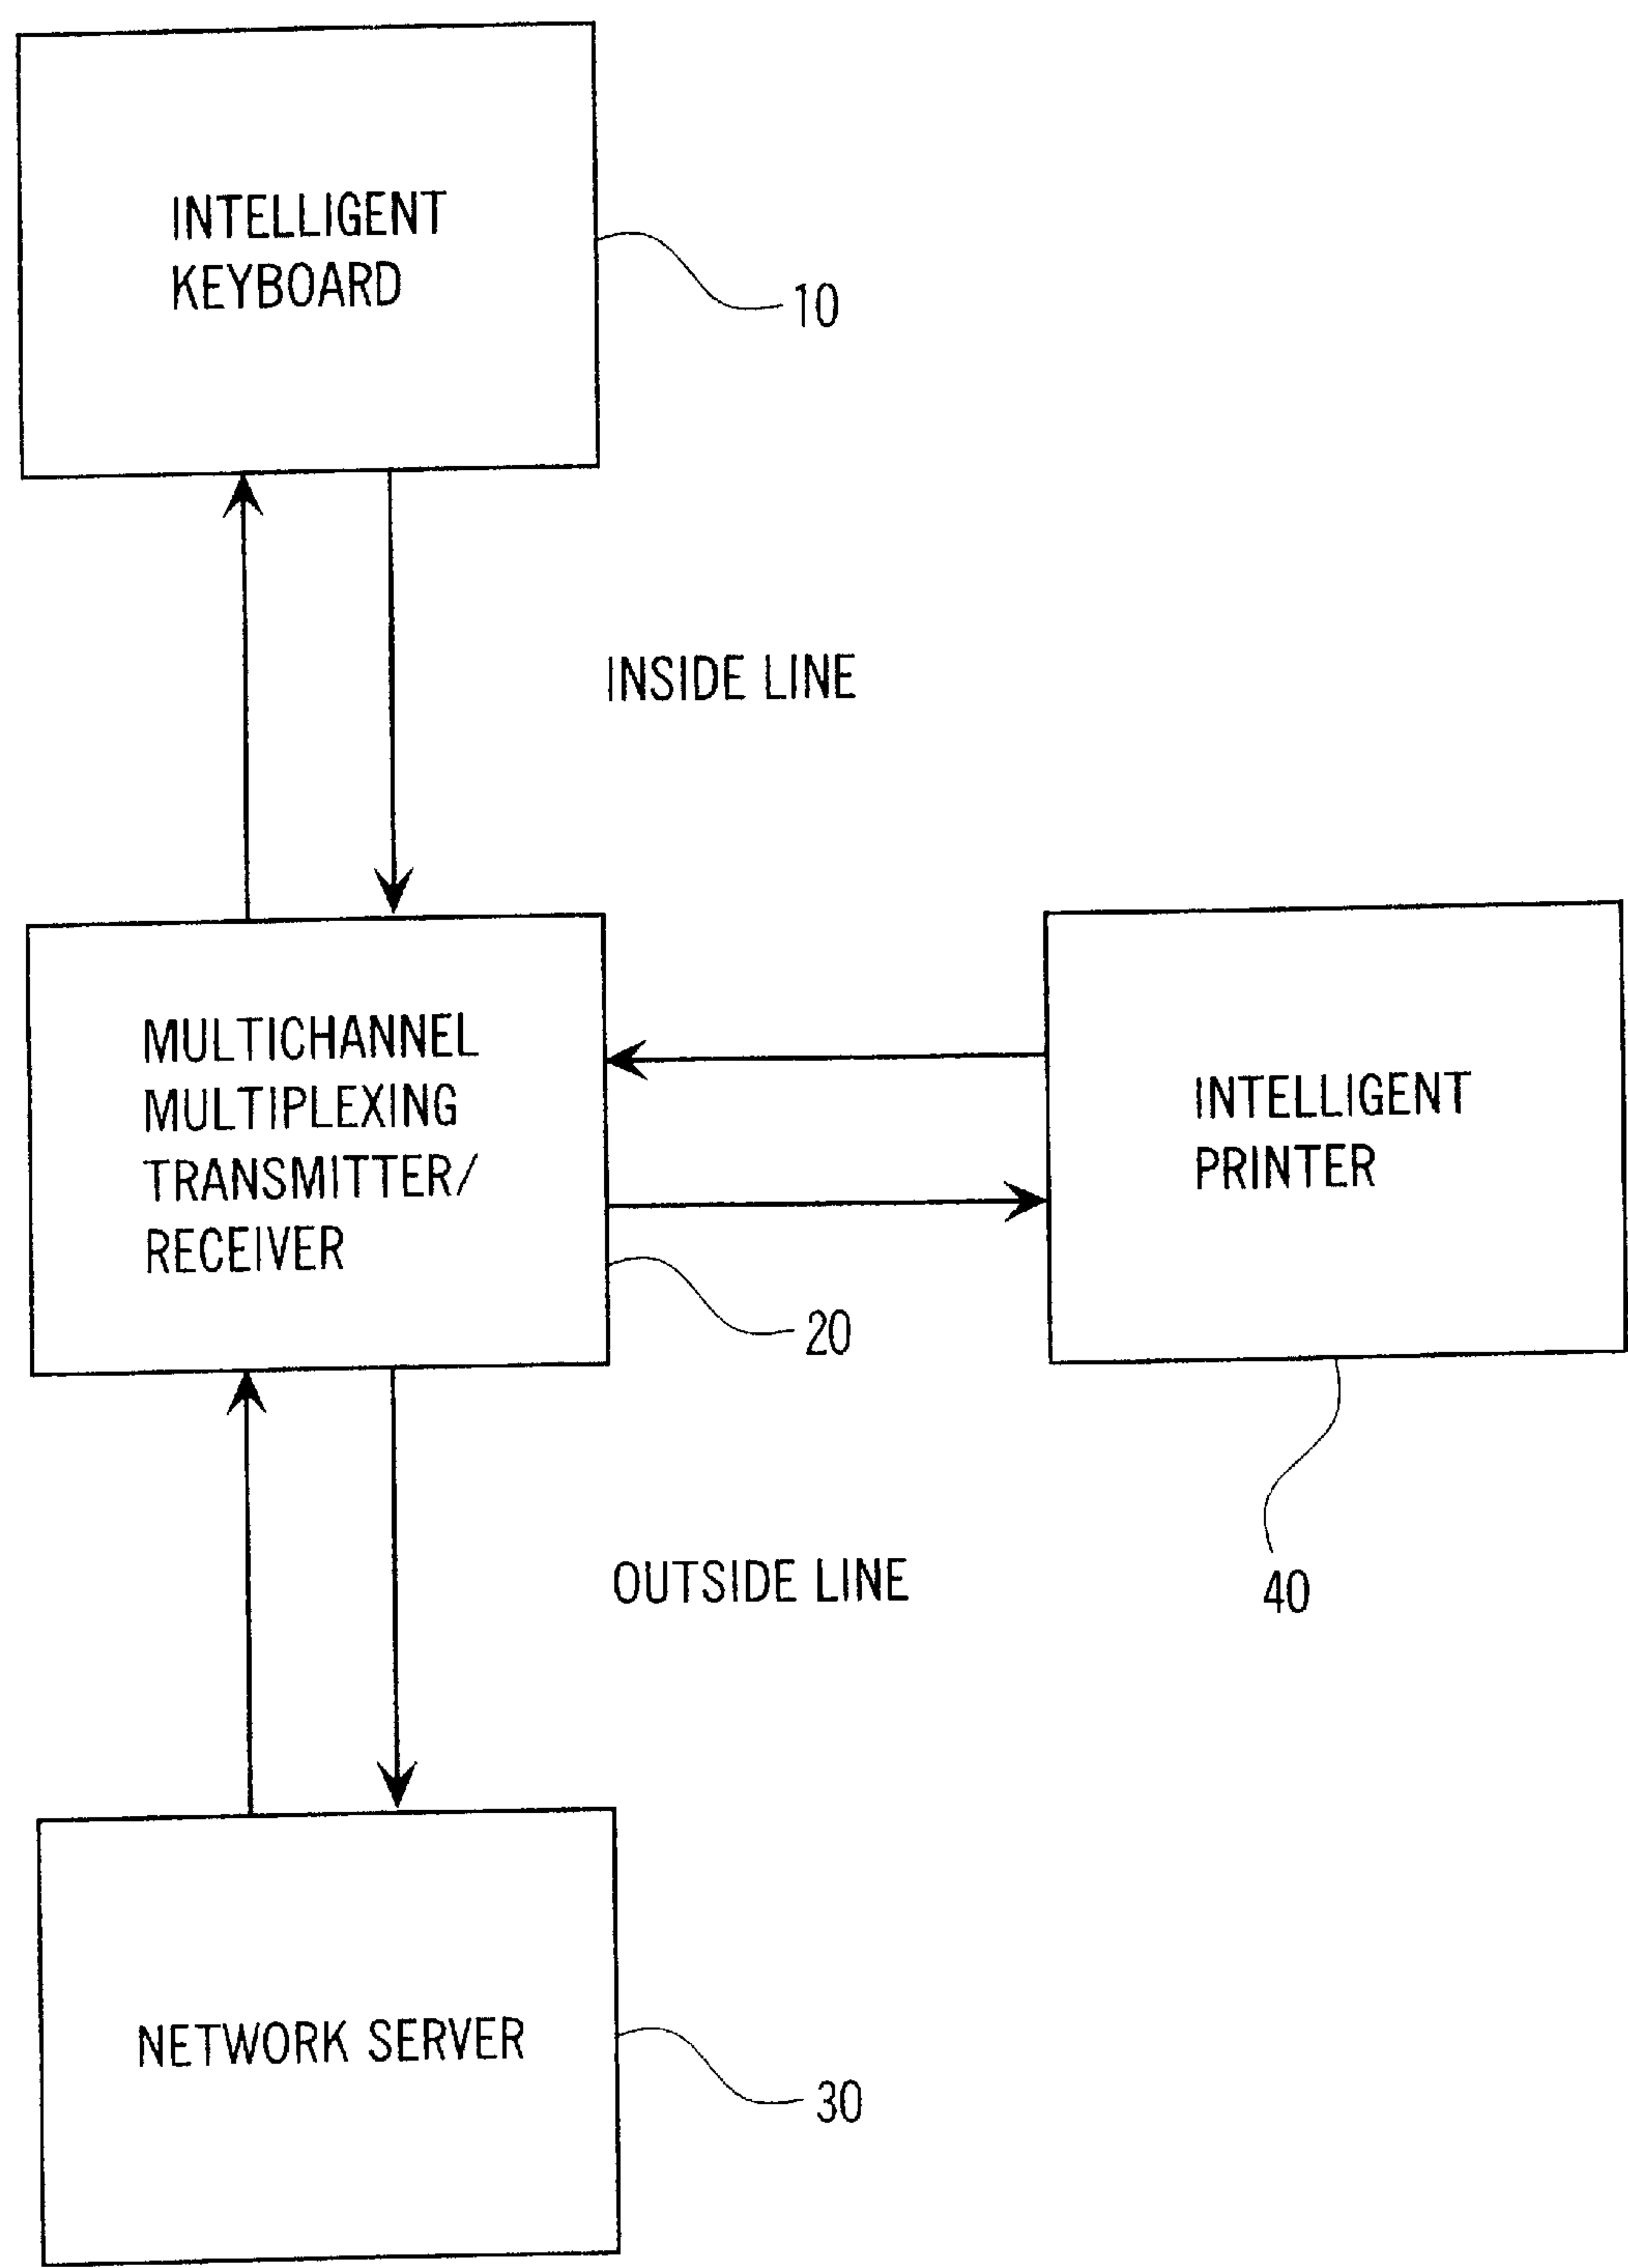 INTELLIGENT
KEYBOARD
10
INSIDE LINE
MULTICHANNEL
MULTIPLEXING
TRANSMITTER/
RECEIVER
20
INTELLIGENT
PRINTER
40
OUTSIDE LINE
NETWORK SERVER
30